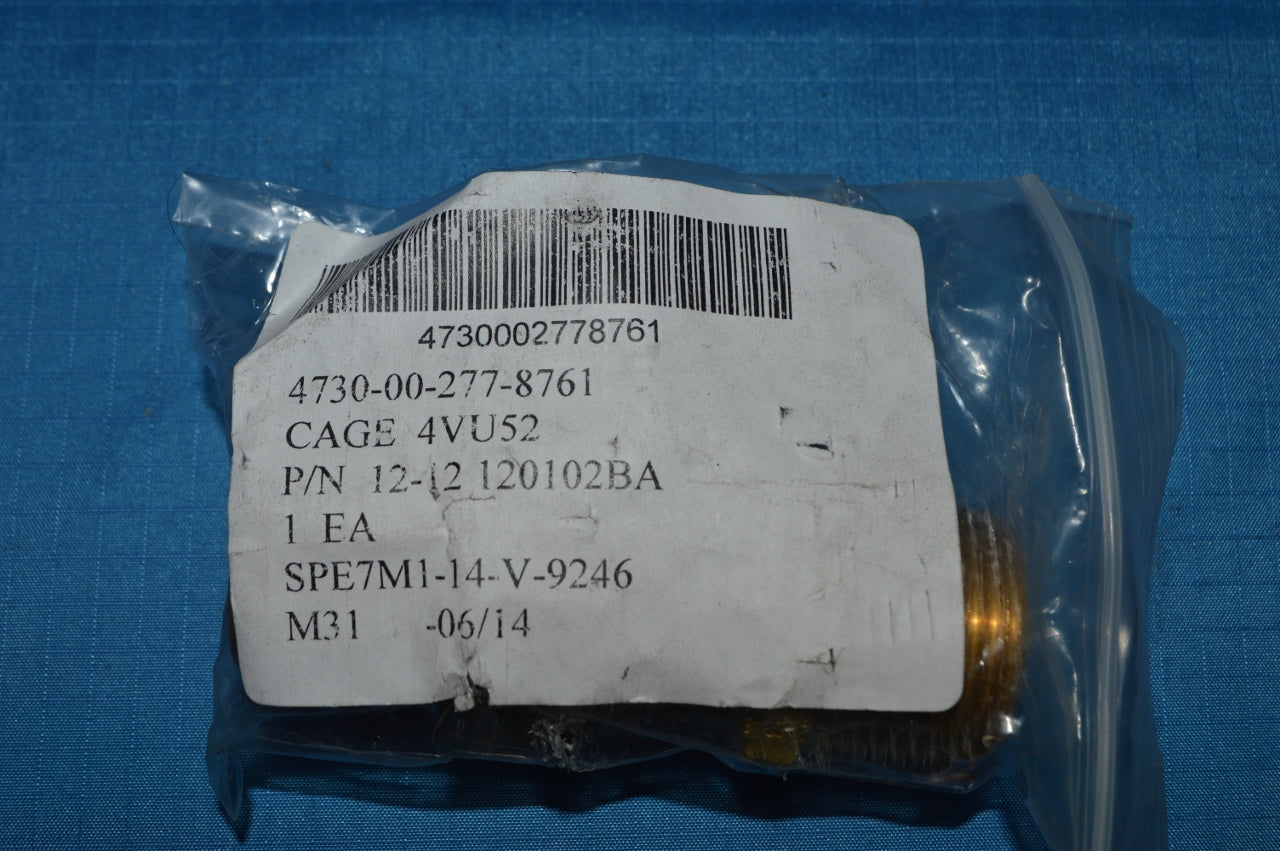 4730002778761
4730-00-277-8761
CAGE 4VU52
P/N 12-12 120102BA
1 EA
SPE7M1-14-V-9246
M31 -06/14